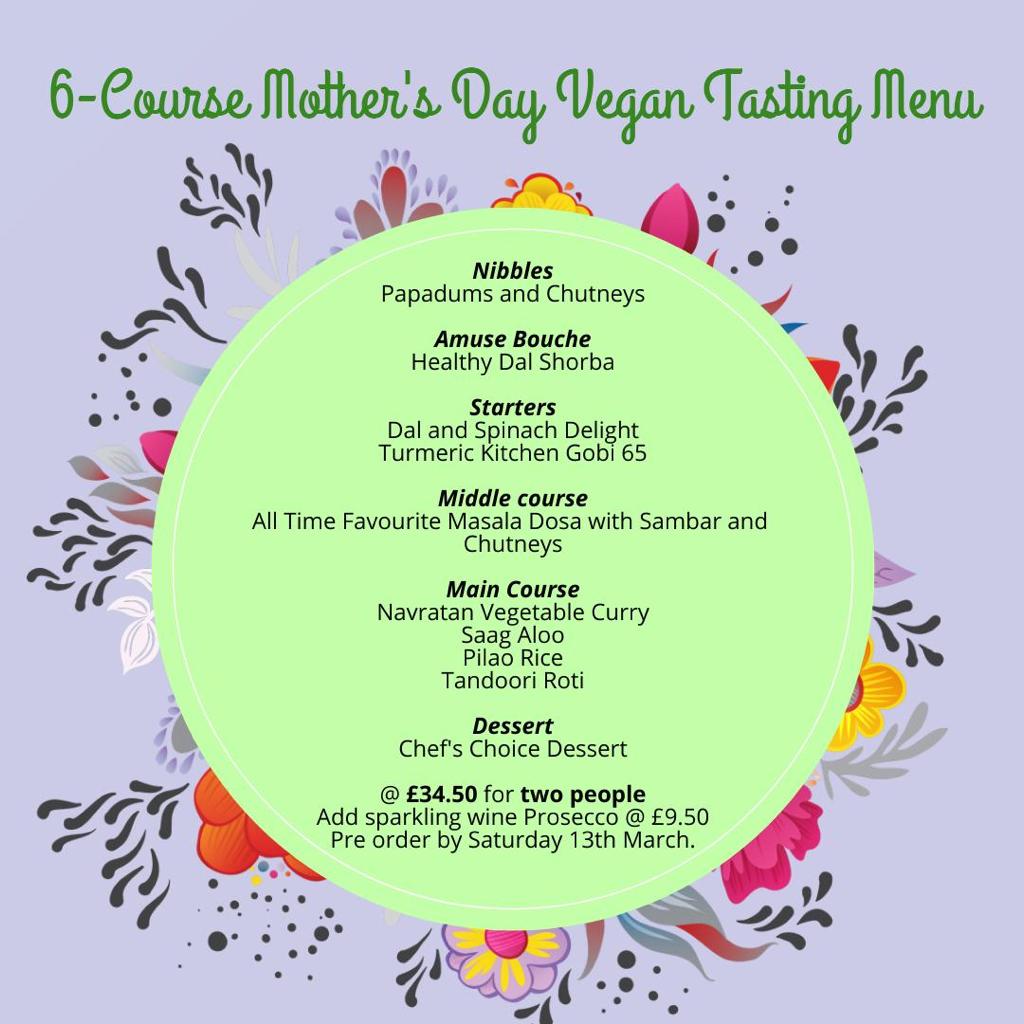 6-Course Mother's Day Vegan Tasting Menu
Nibbles
Papadums and Chutneys
Amuse Bouche
Healthy Dal Shorba
Starters
Dal and Spinach Delight
Turmeric Kitchen Gobi 65
Middle course
All Time Favourite Masala Dosa with Sambar and
Chutneys
Main Course
Navratan Vegetable Curry
Saag Aloo
Pilao Rice
Tandoori Roti
Dessert
Chef's Choice Dessert
@ £34.50 for two people
Add sparkling wine Prosecco @ £9.50
Pre order by Saturday 13th March.